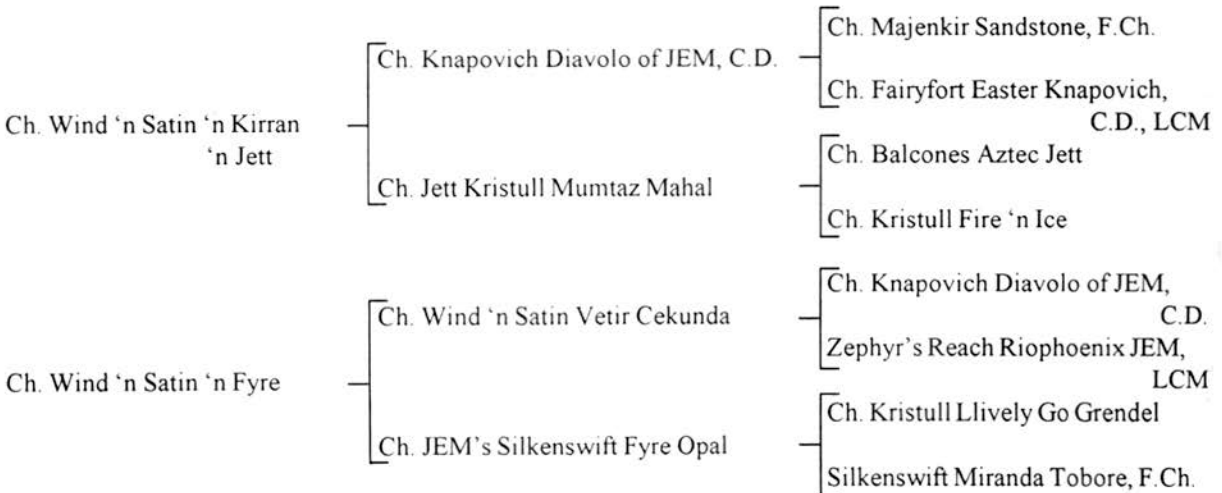 Ch. Wind ‘n Satin ‘n Kirran
‘n Jett
Ch. Knapovich Diavolo of JEM, C.D.
Ch. Majenkir Sandstone, F.Ch.
Ch. Fairyfort Easter Knapovich,
C.D., LCM
Ch. Jett Kristull Mumtaz Mahal
Ch. Balcones Aztec Jett
Ch. Kristull Fire ‘n Ice
Ch. Wind ‘n Satin ‘n Fyre
Ch. Wind ‘n Satin Vetir Cekunda
Ch. Knapovich Diavolo of JEM,
C.D.
Zephyr’s Reach Riophoenix JEM,
LCM
Ch. JEM’s Silkenswift Fyre Opal
Ch. Kristull Llively Go Grendel
Silkenswift Miranda Tobore, F.Ch.